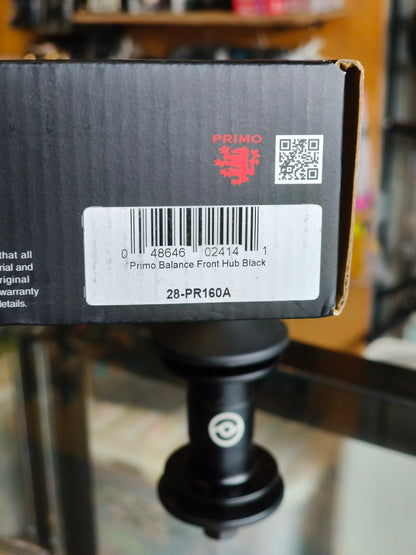 PRIMO
0 48646 02414 1
Primo Balance Front Hub Black
28-PR160A
that all
rial and
riginal
warranty
details.